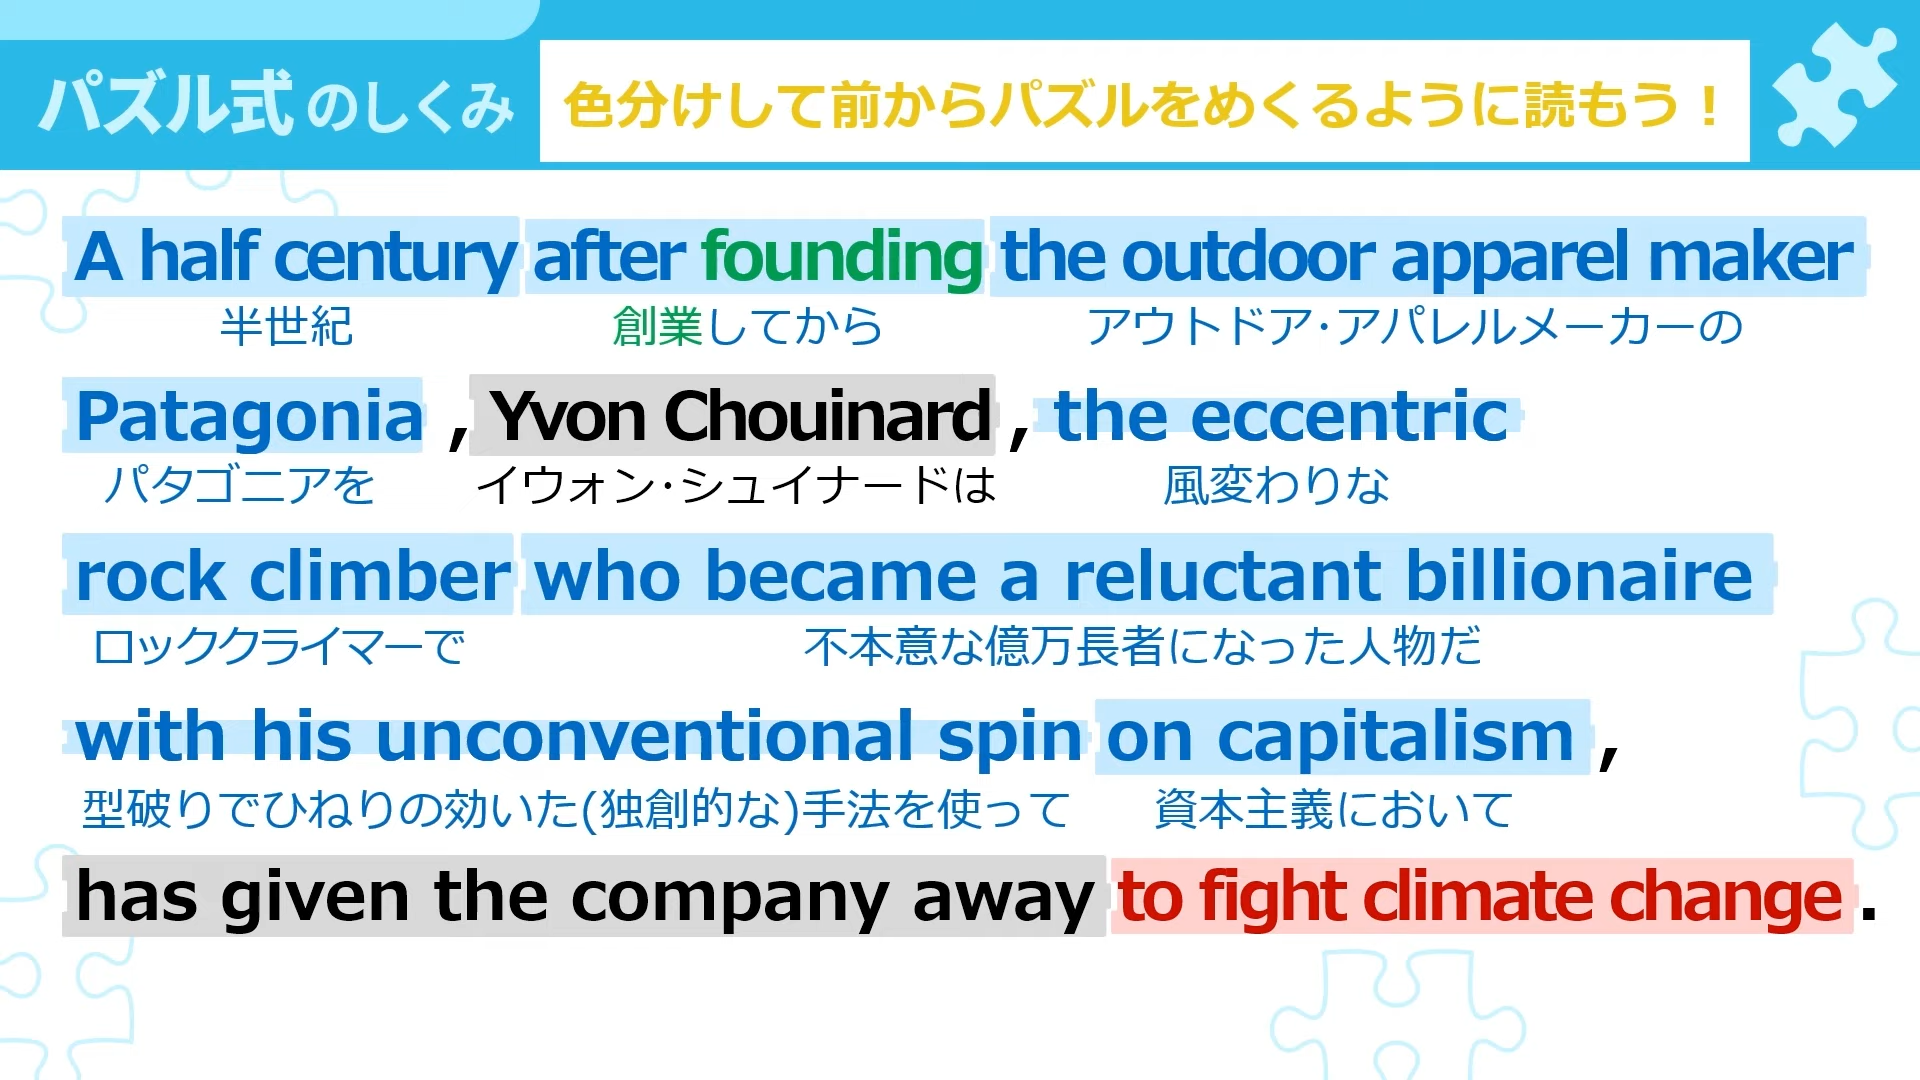 パズル式のしくみ
色分けして前からパズルをめくるように読もう！
A half century after founding the outdoor apparel maker
半世紀 創業してから アウトドア・アパレルメーカーの
Patagonia , Yvon Chouinard , the eccentric
パタゴニアを イウォン・シュイナードは 風変わりな
rock climber who became a reluctant billionaire
ロッククライマーで 不本意な億万長者になった人物だ
with his unconventional spin on capitalism ,
型破りでひねりの効いた(独創的な)手法を使って 資本主義において
has given the company away to fight climate change .